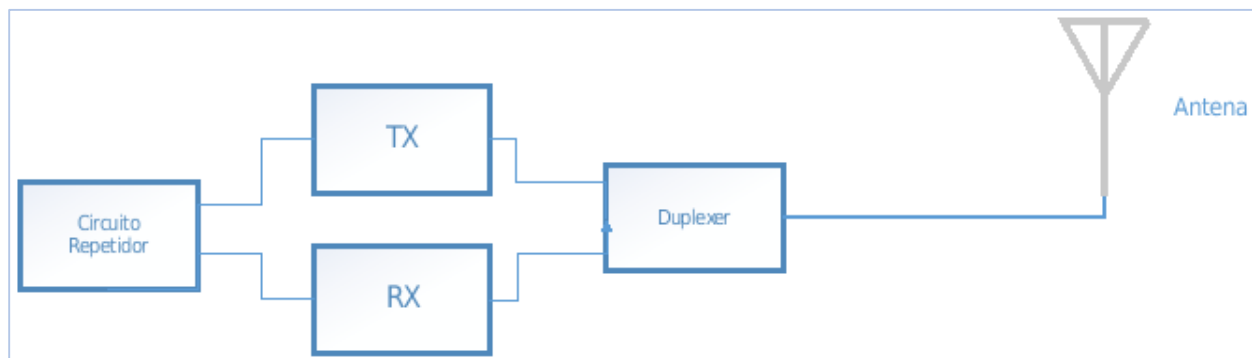 TX
Antena
Circuito
Repetidor
Duplexer
RX